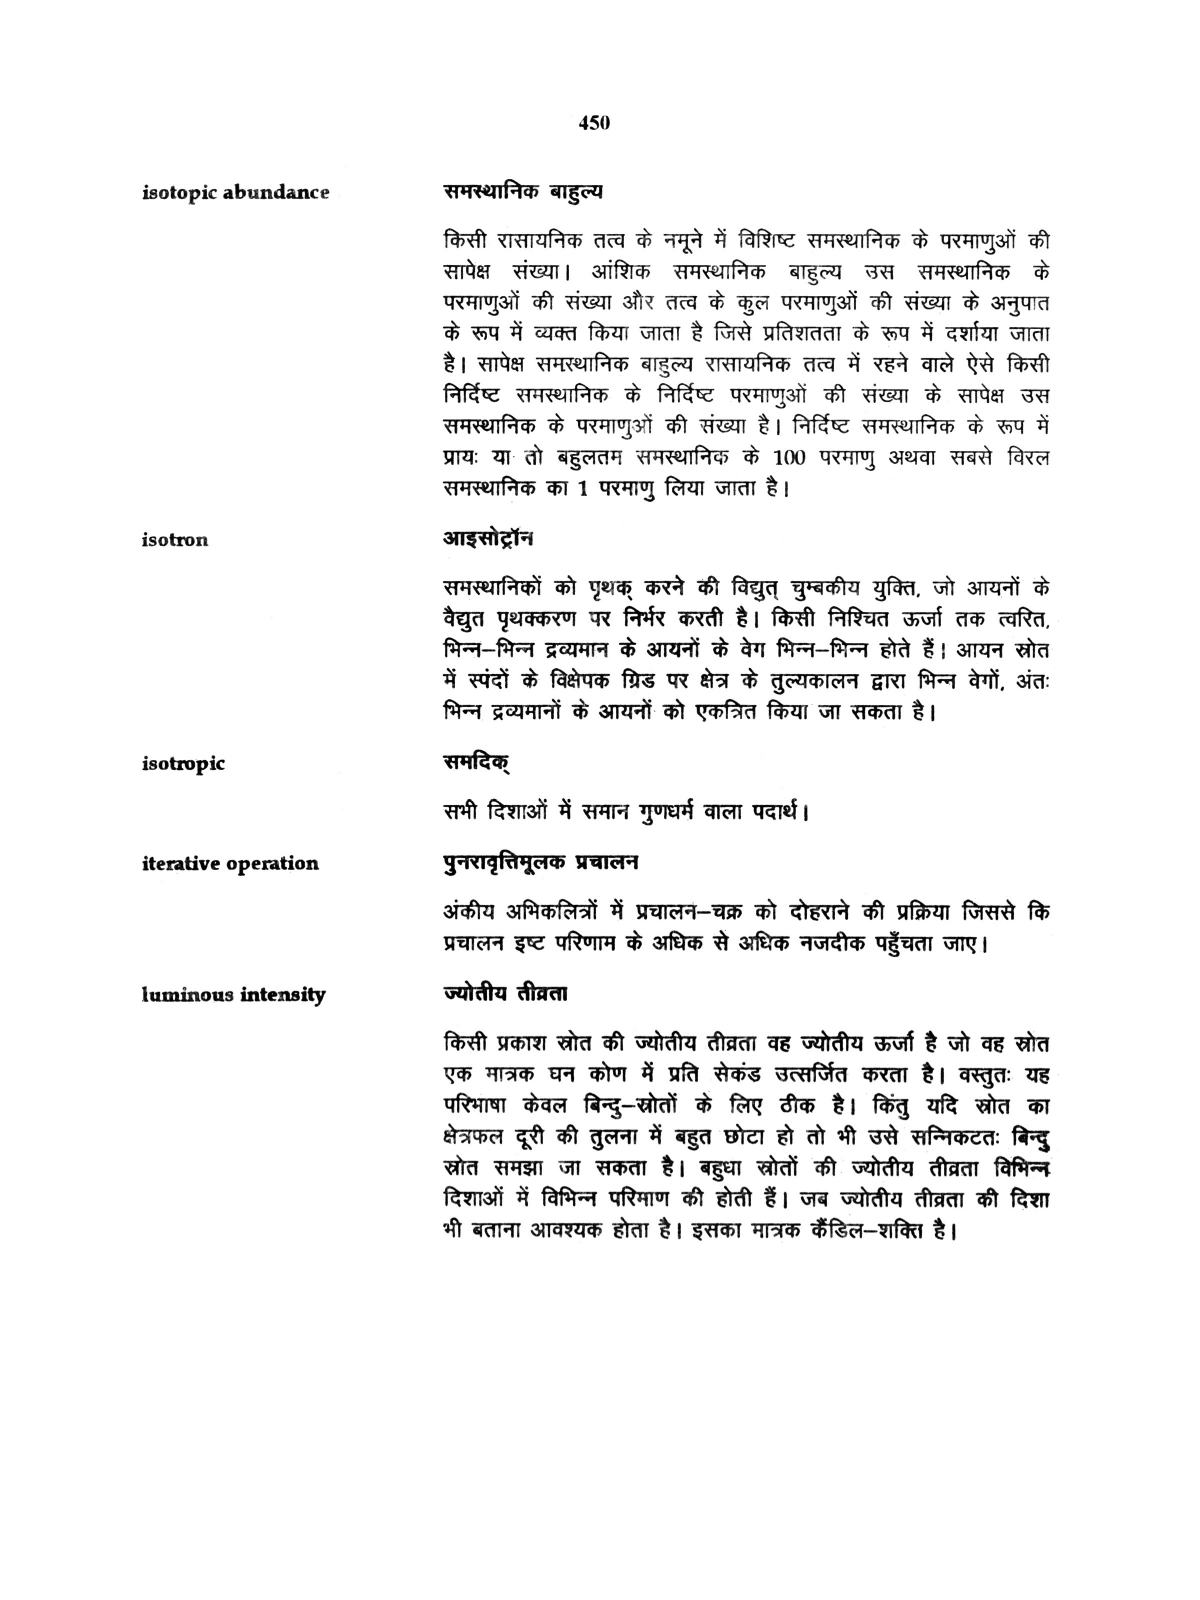 450
isotopic abundance समस्थानिक बाहुल्य
किसी रासायनिक तत्व के नमूने में विशिष्ट समस्थानिक के परमाणुओं की
सापेक्ष संख्या। आंशिक समस्थानिक बाहुल्य उस समस्थानिक के
परमाणुओं की संख्या और तत्व के कुल परमाणुओं की संख्या के अनुपात
के रूप में व्यक्त किया जाता है जिसे प्रतिशतता के रूप में दर्शाया जाता
है। सापेक्ष समस्थानिक बाहुल्य रासायनिक तत्व में रहने वाले ऐसे किसी
निर्दिष्ट समस्थानिक के निर्दिष्ट परमाणुओं की संख्या के सापेक्ष उस
समस्थानिक के परमाणुओं की संख्या है। निर्दिष्ट समस्थानिक के रूप में
प्रायः या तो बहुलतम समस्थानिक के 100 परमाणु अथवा सबसे विरल
समस्थानिक का 1 परमाणु लिया जाता है।
isotron आइसोट्रॉन
समस्थानिकों को पृथक् करने की विद्युत् चुम्बकीय युक्ति, जो आयनों के
वैद्युत पृथक्करण पर निर्भर करती है। किसी निश्चित ऊर्जा तक त्वरित,
भिन्न–भिन्न द्रव्यमान के आयनों के वेग भिन्न–भिन्न होते हैं। आयन स्रोत
में स्पंदों के विक्षेपक ग्रिड पर क्षेत्र के तुल्यकालन द्वारा भिन्न वेगों, अंतः
भिन्न द्रव्यमानों के आयनों को एकत्रित किया जा सकता है।
isotropic समदिक्
सभी दिशाओं में समान गुणधर्म वाला पदार्थ।
iterative operation पुनरावृत्तिमूलक प्रचालन
अंकीय अभिकलित्रों में प्रचालन–चक्र को दोहराने की प्रक्रिया जिससे कि
प्रचालन इष्ट परिणाम के अधिक से अधिक नजदीक पहुँचता जाए।
luminous intensity ज्योतीय तीव्रता
किसी प्रकाश स्रोत की ज्योतीय तीव्रता वह ज्योतीय ऊर्जा है जो वह स्रोत
एक मात्रक घन कोण में प्रति सेकंड उत्सर्जित करता है। वस्तुतः यह
परिभाषा केवल बिन्दु–स्रोतों के लिए ठीक है। किंतु यदि स्रोत का
क्षेत्रफल दूरी की तुलना में बहुत छोटा हो तो भी उसे सन्निकटतः बिन्दु
स्रोत समझा जा सकता है। बहुधा स्रोतों की ज्योतीय तीव्रता विभिन्न
दिशाओं में विभिन्न परिमाण की होती हैं। जब ज्योतीय तीव्रता की दिशा
भी बताना आवश्यक होता है। इसका मात्रक कैंडिल–शक्ति है।